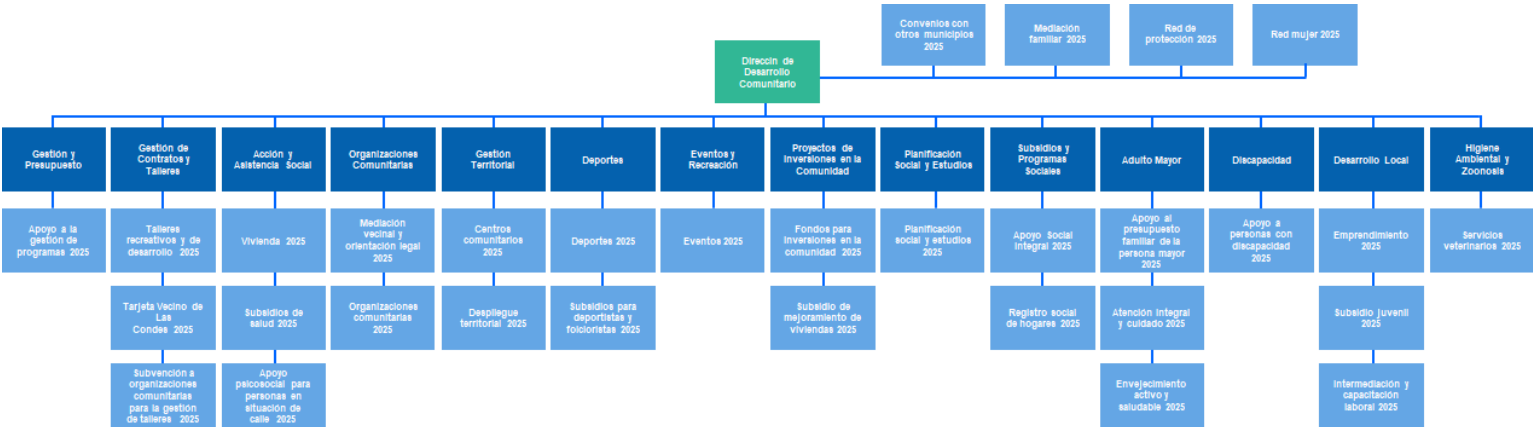 Convenios con
otros municipios
2025
Mediación
familiar 2025
Red de
protección 2025
Red mujer 2025
Direccin de
Desarrollo
Comunitario
Gestión y
Presupuesto
Gestión de
Contratos y
Talleres
Acción y
Asistencia Social
Organizaciones
Comunitarias
Gestión
Territorial
Deportes
Eventos y
Recreación
Proyectos de
Inversiones en la
Comunidad
Planificación
Social y Estudios
Subsidios y
Programas
Sociales
Adulto Mayor
Discapacidad
Desarrollo Local
Higiene
Ambiental y
Zoonosis
Apoyo a la
gestión de
programas 2025
Talleres
recreativos y de
desarrollo 2025
Vivienda 2025
Mediación
vecinal y
orientación legal
2025
Centros
comunitarios
2025
Deportes 2025
Eventos 2025
Fondos para
inversiones en la
comunidad 2025
Planificación
social y estudios
2025
Apoyo Social
Integral 2025
Apoyo al
presupuesto
familiar de la
persona mayor
2025
Apoyo a
personas con
discapacidad
2025
Emprendimiento
2025
Servicios
veterinarios 2025
Tarjeta Vecino de
Las
Condes 2025
Subsidios de
salud 2025
Organizaciones
comunitarias
2025
Despliegue
territorial 2025
Subsidios para
deportistas y
folcloristas 2025
Subsidio de
mejoramiento de
viviendas 2025
Registro social
de hogares 2025
Atención integral
y cuidado 2025
Subsidio juvenil
2025
Subvención a
organizaciones
comunitarias
para la gestión
de talleres 2025
Apoyo
psicosocial para
personas en
situación de
calle 2025
Envejecimiento
activo y
saludable 2025
Intermediación y
capacitación
laboral 2025